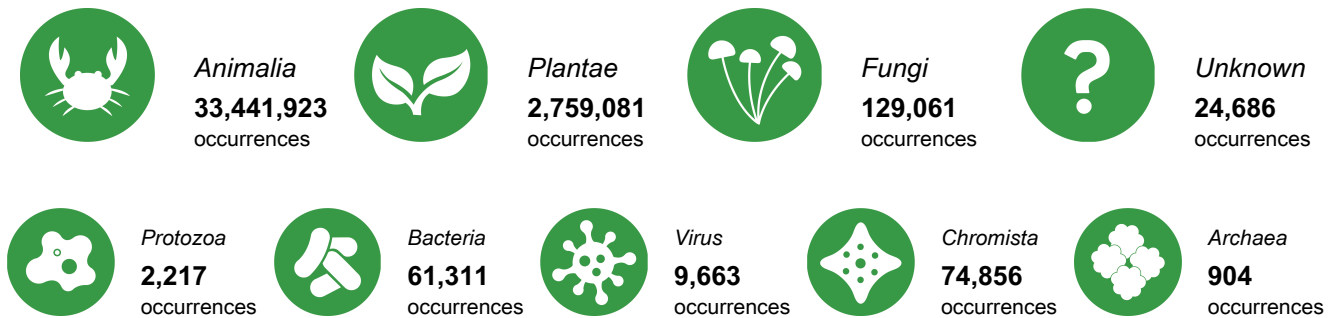 Animalia
33,441,923
occurrences
Plantae
2,759,081
occurrences
Fungi
129,061
occurrences
?
Unknown
24,686
occurrences
Protozoa
2,217
occurrences
Bacteria
61,311
occurrences
Virus
9,663
occurrences
Chromista
74,856
occurrences
Archaea
904
occurrences